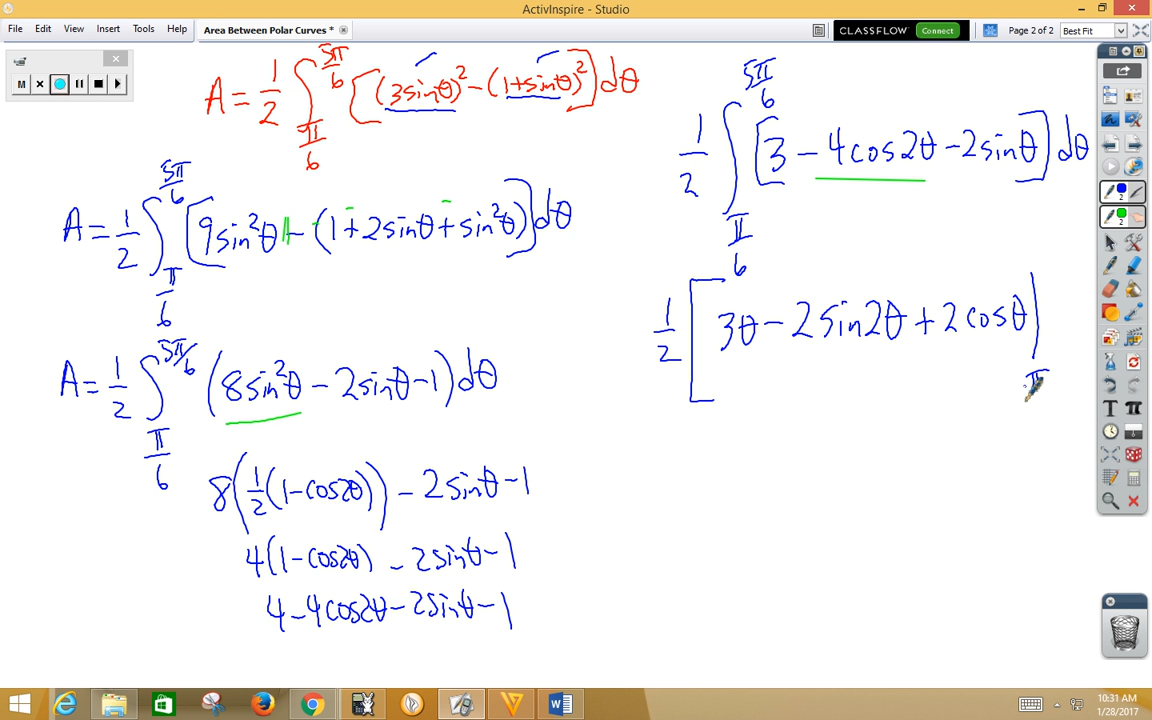 ActivInspire - Studio
File Edit View Insert Tools Help
Area Between Polar Curves *
CLASSFLOW Connect
Page 2 of 2
Best Fit
M
A = 1/2 ∫_{π/6}^{5π/6} [(3sinθ)² - (1+sinθ)²] dθ
A = 1/2 ∫_{π/6}^{5π/6} [9sin²θ - (1+2sinθ+sin²θ)] dθ
A = 1/2 ∫_{π/6}^{5π/6} (8sin²θ - 2sinθ - 1) dθ
8(1/2(1-cos2θ)) - 2sinθ - 1
4(1-cos2θ) - 2sinθ - 1
4 - 4cos2θ - 2sinθ - 1
1/2 ∫_{π/6}^{5π/6} [3 - 4cos2θ - 2sinθ] dθ
1/2 [3θ - 2sin2θ + 2cosθ |_π
2
2
10:31 AM
1/28/2017